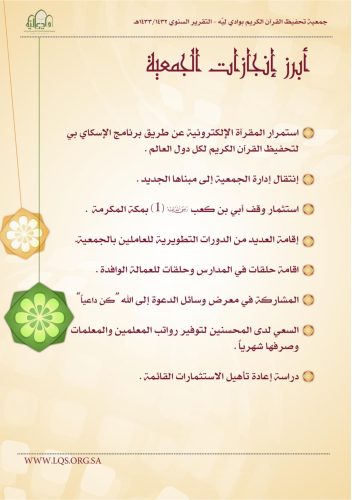 جمعية تحفيظ القرآن الكريم بوادي ليّه - التقرير السنوي ١٤٣٢/١٤٣٣هـ
أبرز إنجازات الجمعية
استمرار المقرأة الإلكترونية عن طريق برنامج الإسكاي بي
لتحفيظ القرآن الكريم لكل دول العالم .
إنتقال إدارة الجمعية إلى مبناها الجديد .
استثمار وقف أبي بن كعب (1) بمكة المكرمة .
إقامة العديد من الدورات التطويرية للعاملين بالجمعية.
اقامة حلقات في المدارس وحلقات للعمالة الوافدة .
المشاركة في معرض وسائل الدعوة إلى الله "كن داعياً"
السعي لدى المحسنين لتوفير رواتب المعلمين والمعلمات
وصرفها شهرياً .
دراسة إعادة تأهيل الاستثمارات القائمة .
WWW.LQS.ORG.SA